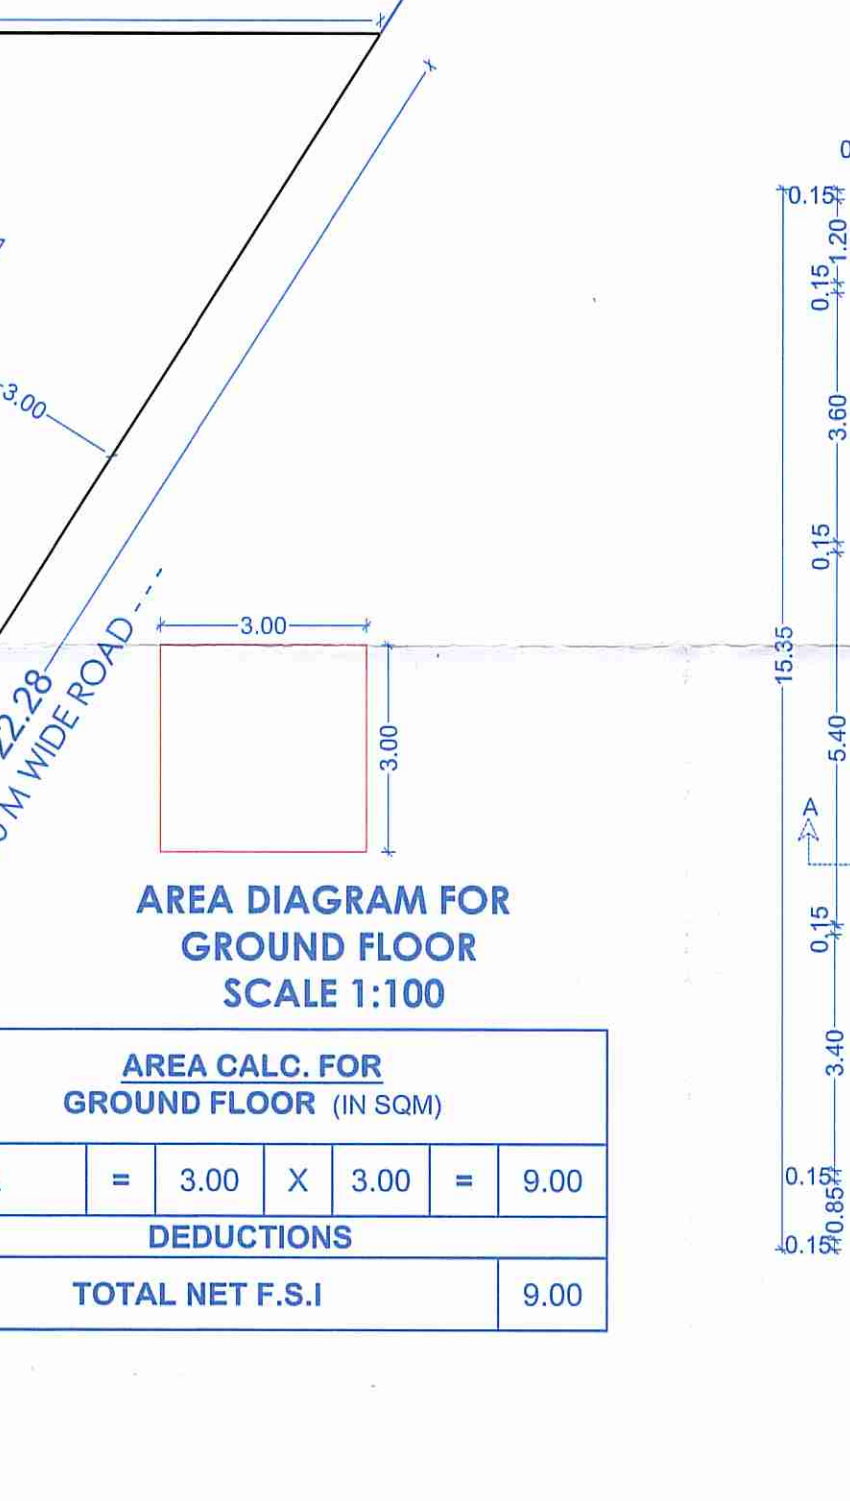 3.00
22.28
M WIDE ROAD
3.00
3.00
AREA DIAGRAM FOR
GROUND FLOOR
SCALE 1:100
AREA CALC. FOR
GROUND FLOOR (IN SQM)
= 3.00 X 3.00 = 9.00
DEDUCTIONS
TOTAL NET F.S.I 9.00
0.15
1.20
0.15
3.60
0.15
15.35
5.40
A
0.15
3.40
0.15
0.85
0.15